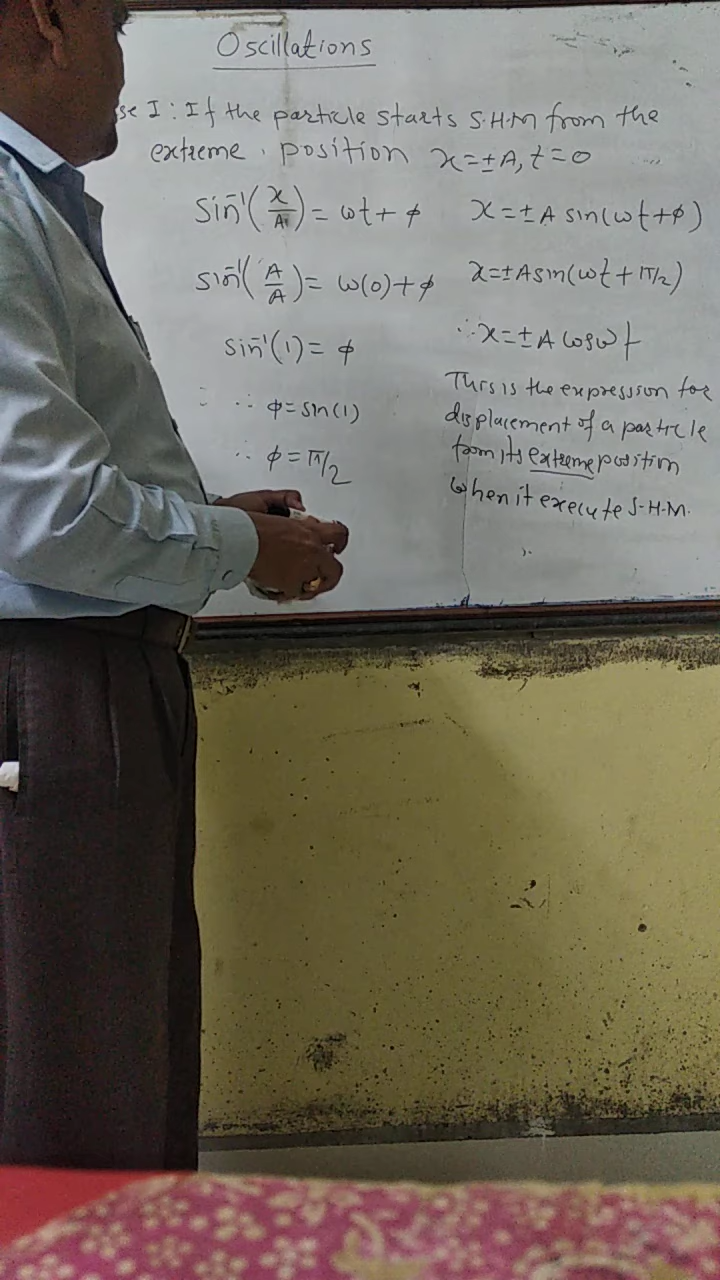 Oscillations
se I : If the particle starts S.H.M from the
extreme . position x=±A, t=0
sin⁻¹(x/A) = ωt + φ
sin⁻¹(A/A) = ω(0) + φ
sin⁻¹(1) = φ
∴ φ = sin(1)
∴ φ = π/2
x = ± A sin(ωt + φ)
x = ± A sin(ωt + π/2)
∴ x = ± A cosωt
This is the expression for
displacement of a particle
from its extreme position
when it execute S.H.M.